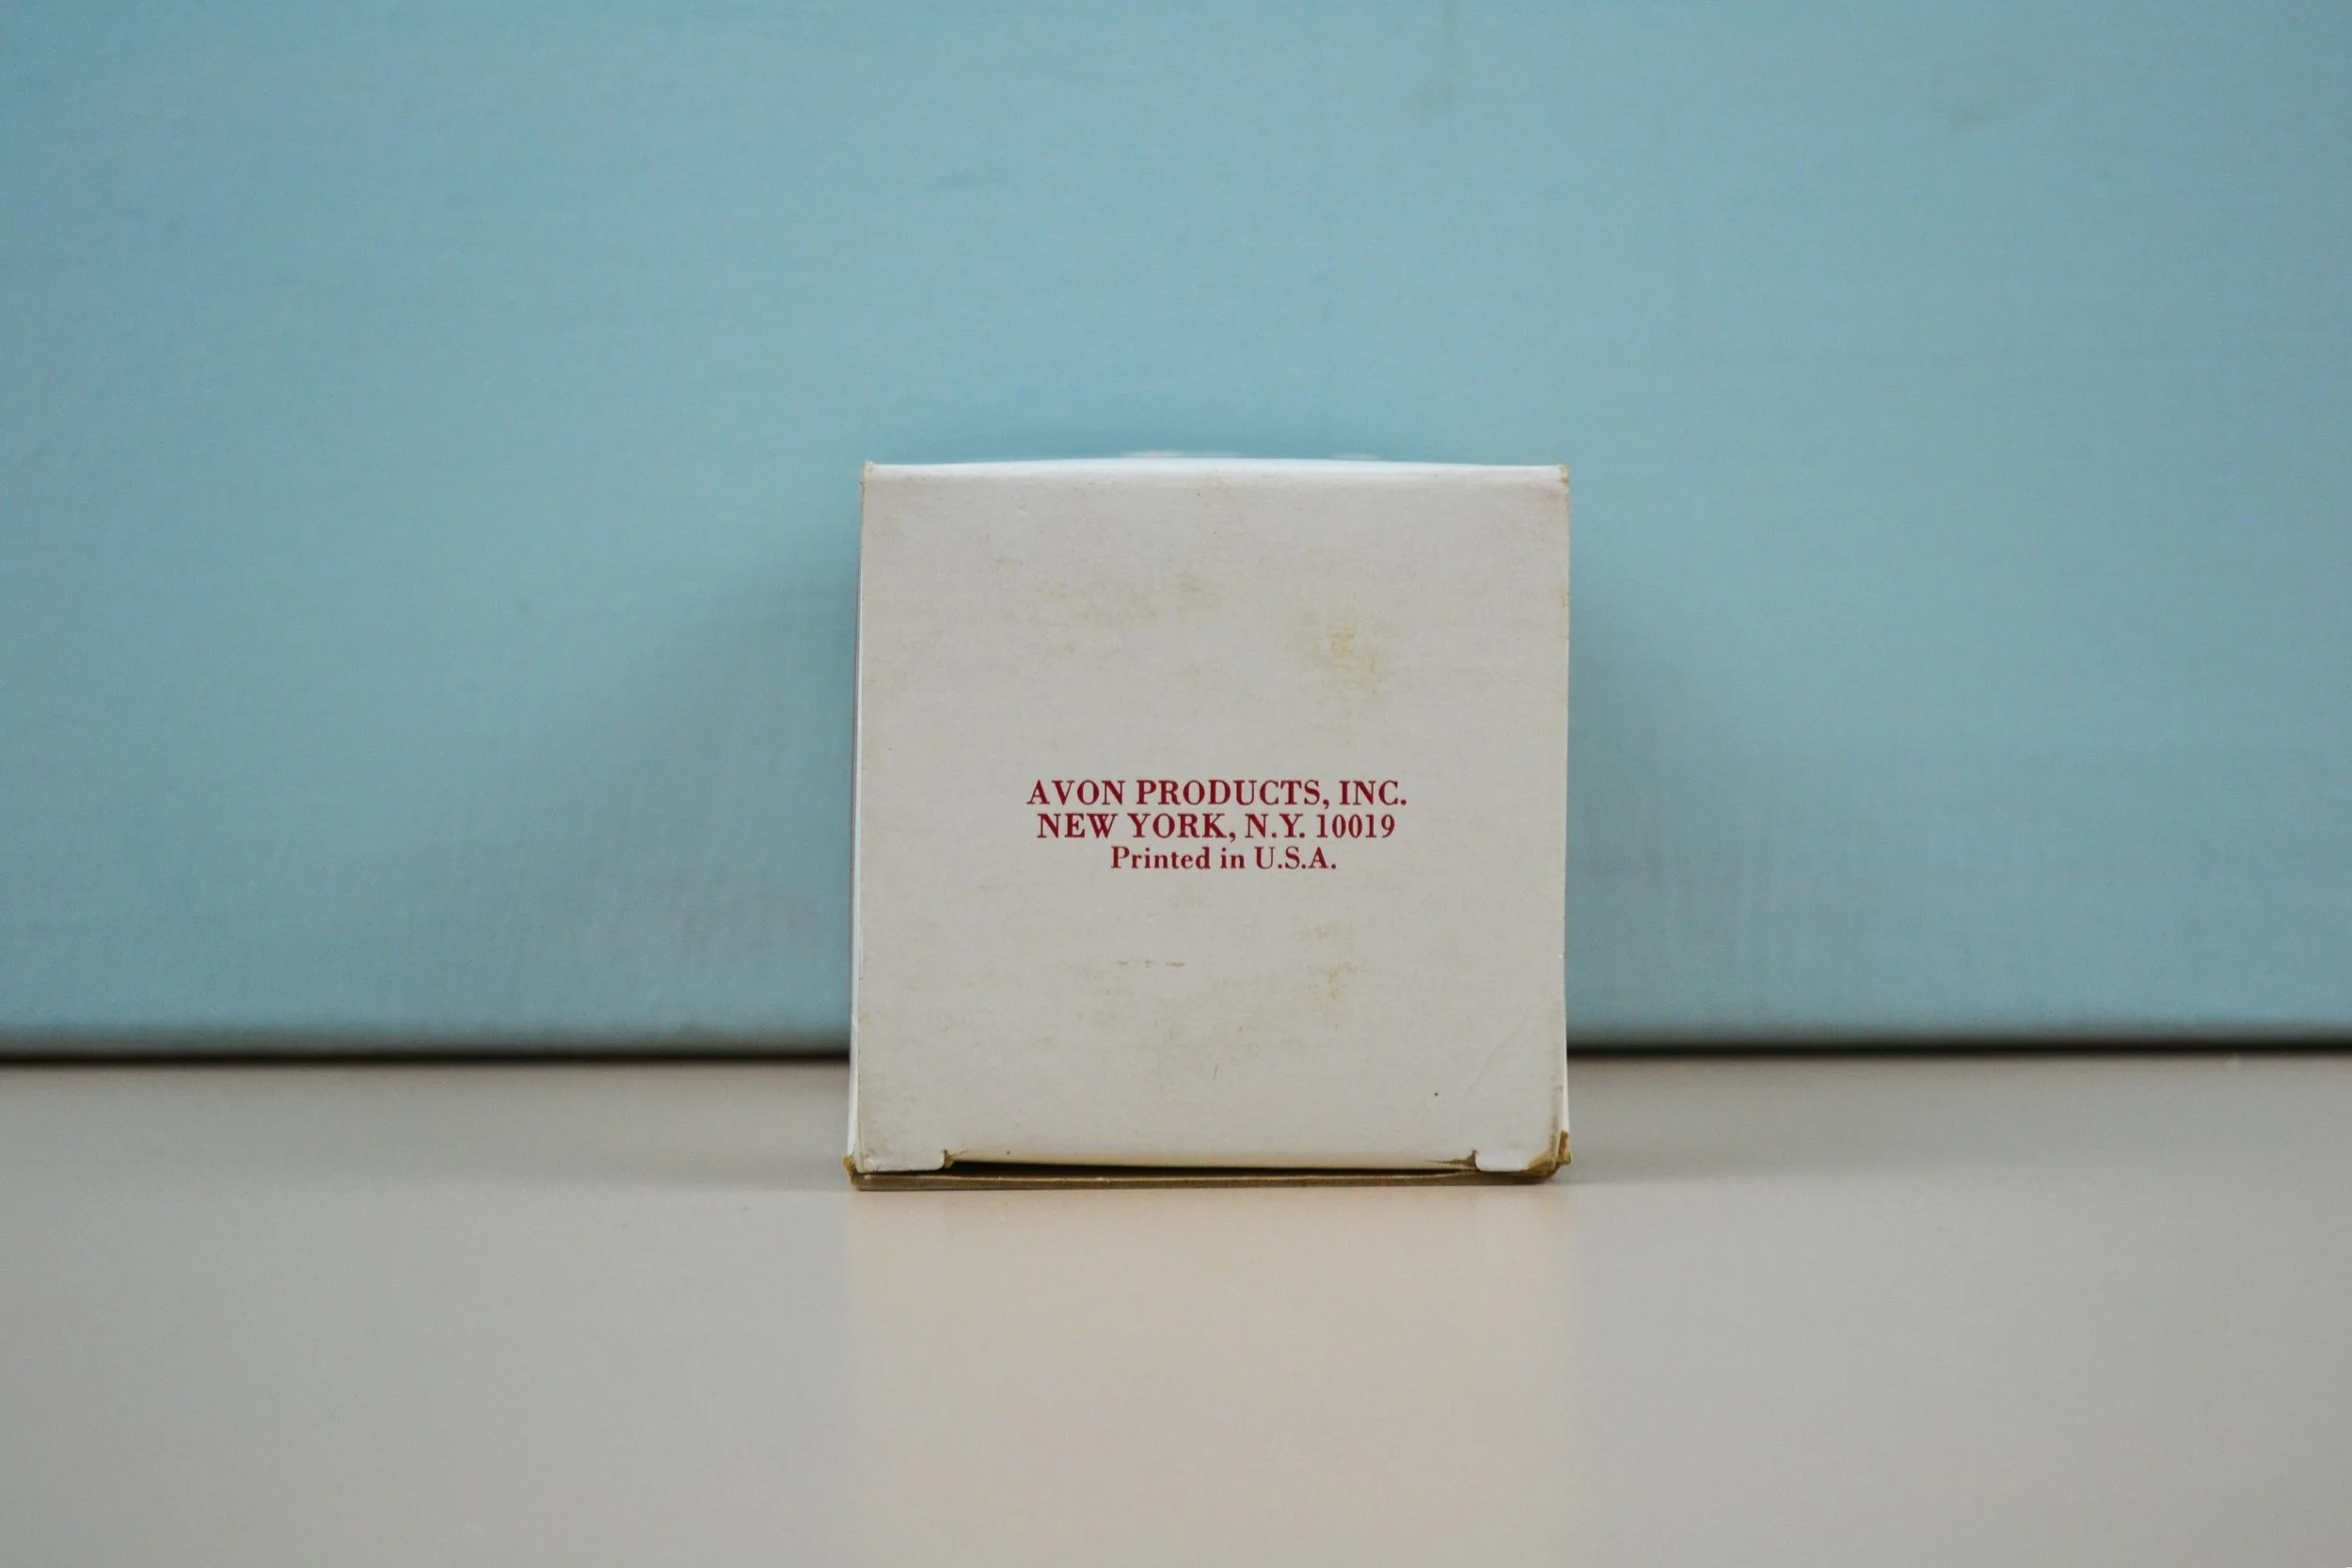 AVON PRODUCTS, INC.
NEW YORK, N.Y. 10019
Printed in U.S.A.